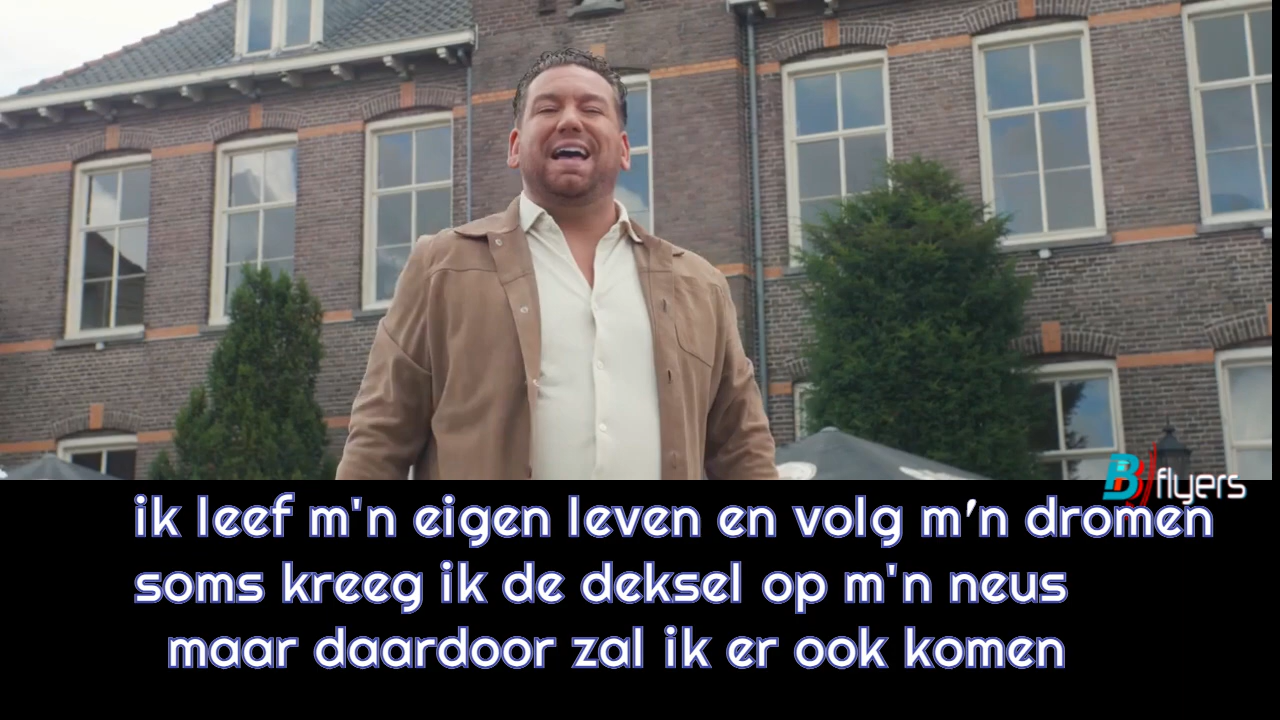 B flyers
ik leef m'n eigen leven en volg m’n dromen
soms kreeg ik de deksel op m'n neus
maar daardoor zal ik er ook komen